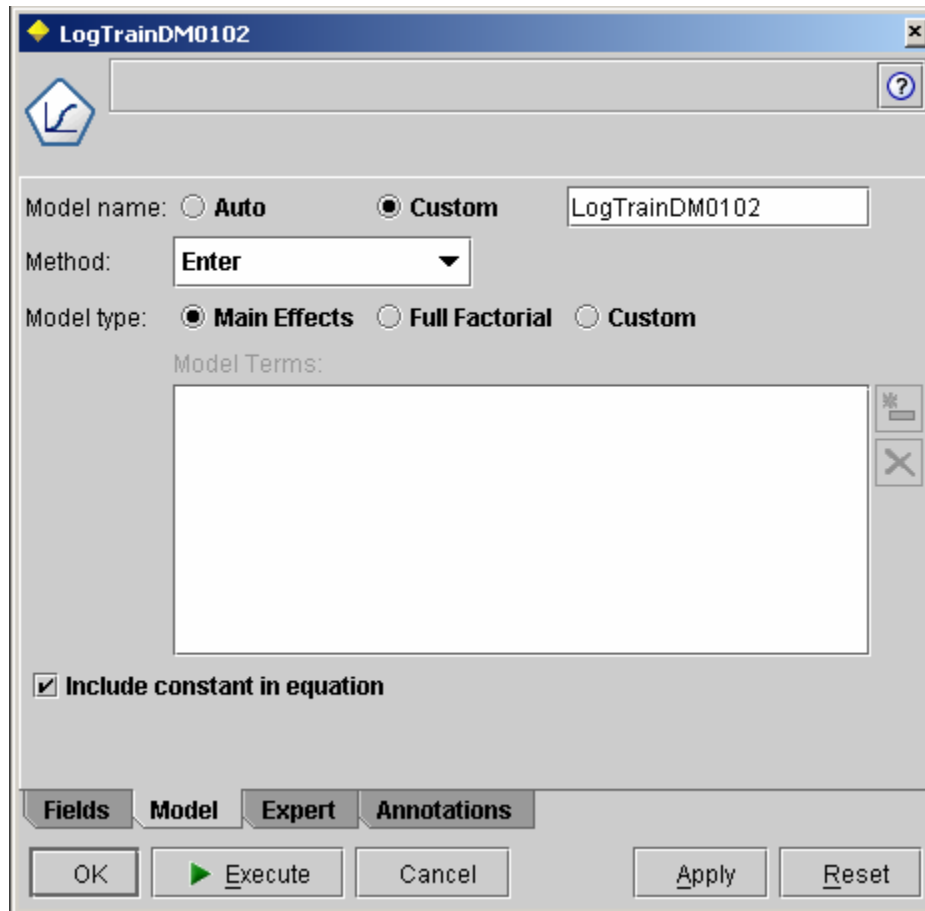 LogTrainDM0102
?
Model name: Auto Custom LogTrainDM0102
Method: Enter
Model type: Main Effects Full Factorial Custom
Model Terms:
Include constant in equation
Fields Model Expert Annotations
OK Execute Cancel Apply Reset